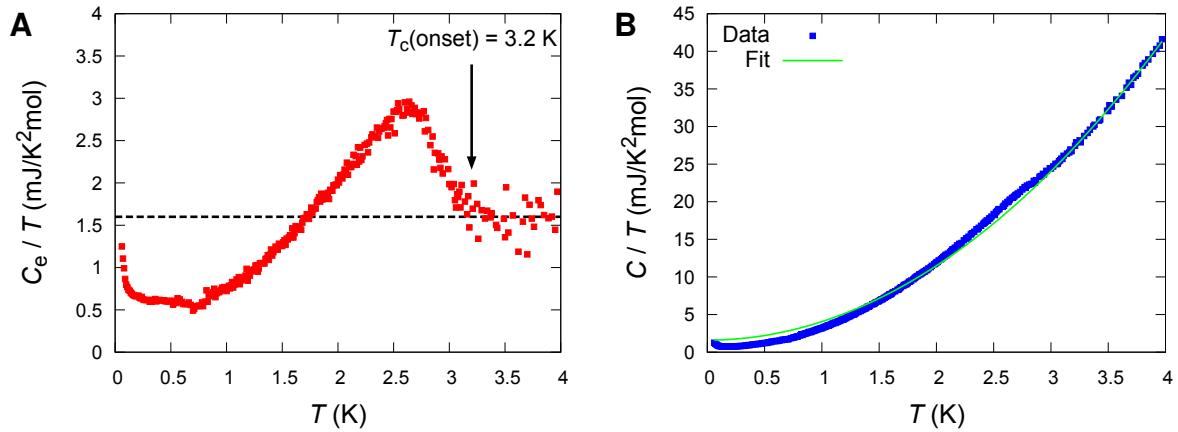 A
T_c(onset) = 3.2 K
C_e / T (mJ/K²mol)
4
3.5
3
2.5
2
1.5
1
0.5
0
0 0.5 1 1.5 2 2.5 3 3.5 4
T (K)
B
Data
Fit
C / T (mJ/K²mol)
45
40
35
30
25
20
15
10
5
0
0 0.5 1 1.5 2 2.5 3 3.5 4
T (K)